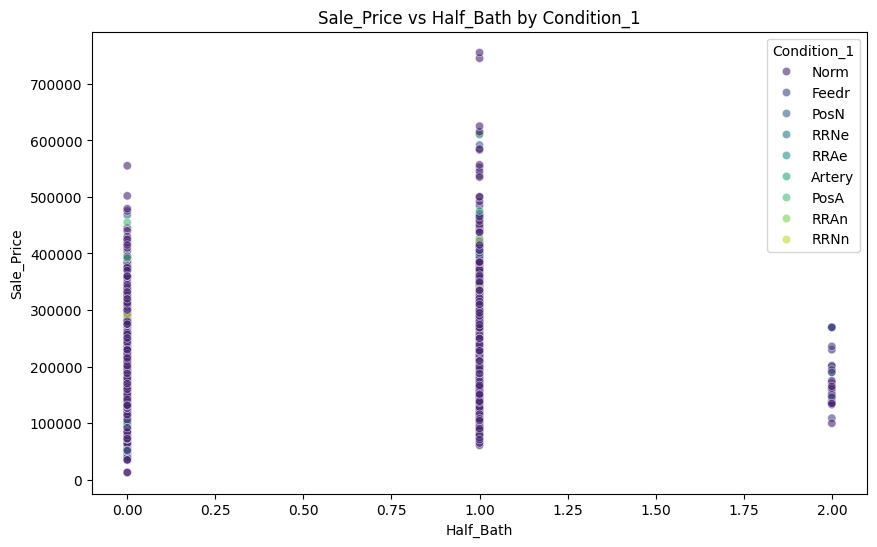 Sale_Price vs Half_Bath by Condition_1
Condition_1
Norm
Feedr
PosN
RRNe
RRAe
Artery
PosA
RRAn
RRNn
Sale_Price
700000
600000
500000
400000
300000
200000
100000
0
0.00 0.25 0.50 0.75 1.00 1.25 1.50 1.75 2.00
Half_Bath